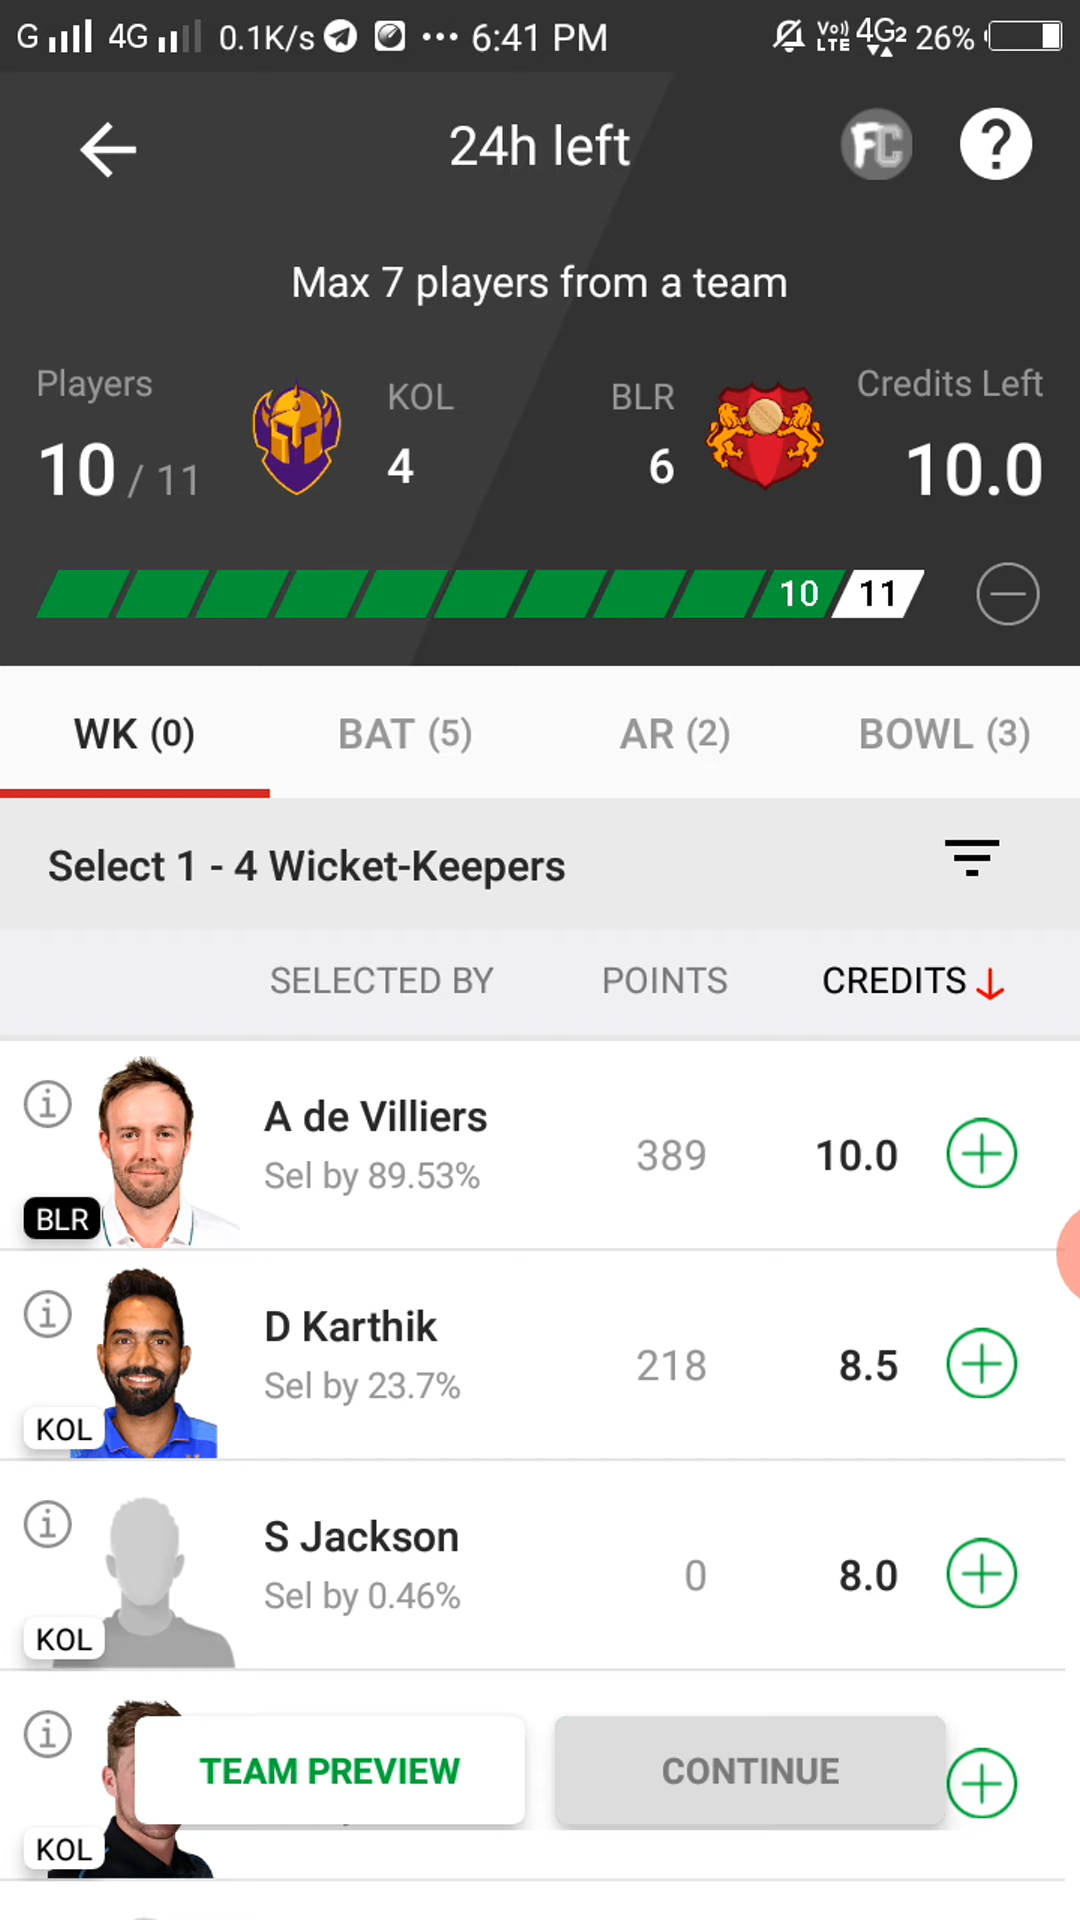 G 4G 0.1K/s ••• 6:41 PM Vo)) LTE 4G2 26%
24h left FC ?
Max 7 players from a team
Players KOL BLR Credits Left
10 / 11 4 6 10.0
10 11
WK (0) BAT (5) AR (2) BOWL (3)
Select 1 - 4 Wicket-Keepers
SELECTED BY POINTS CREDITS
A de Villiers
Sel by 89.53% 389 10.0
BLR
D Karthik
Sel by 23.7% 218 8.5
KOL
S Jackson
Sel by 0.46% 0 8.0
KOL
TEAM PREVIEW CONTINUE
KOL